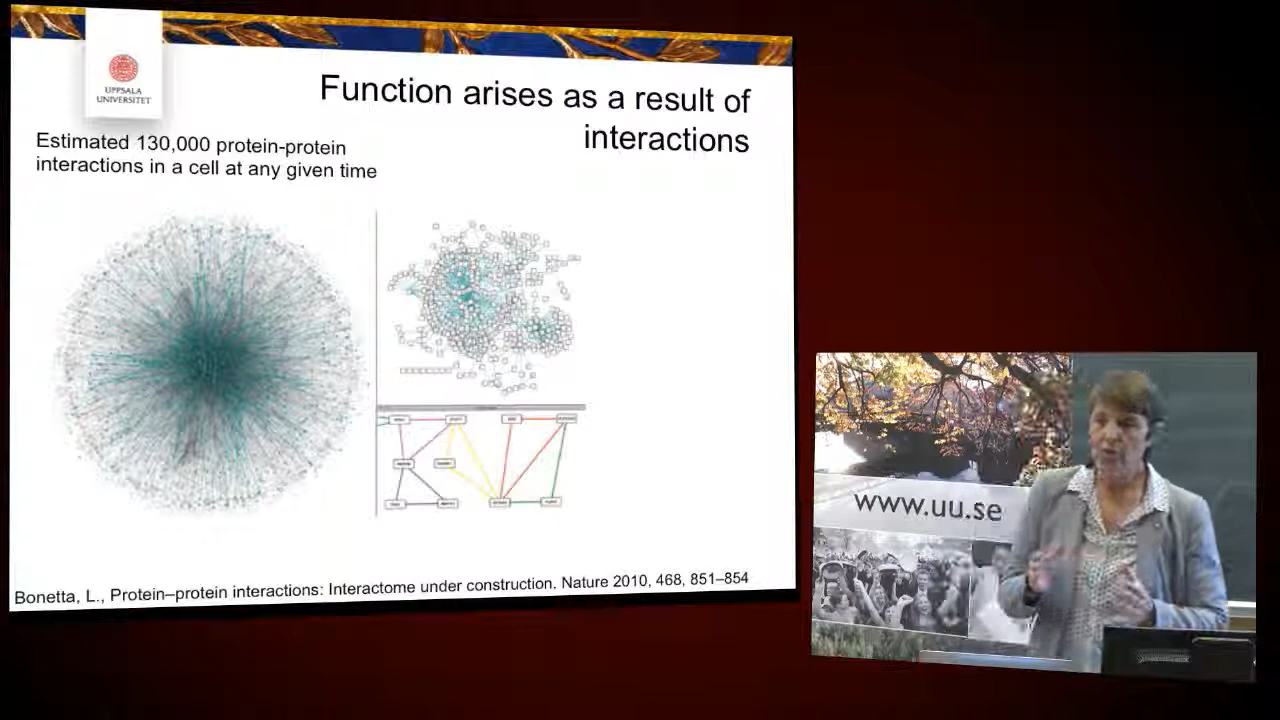 UPPSALA
UNIVERSITET
Function arises as a result of
interactions
Estimated 130,000 protein-protein
interactions in a cell at any given time
Bonetta, L., Protein–protein interactions: Interactome under construction. Nature 2010, 468, 851–854
www.uu.se